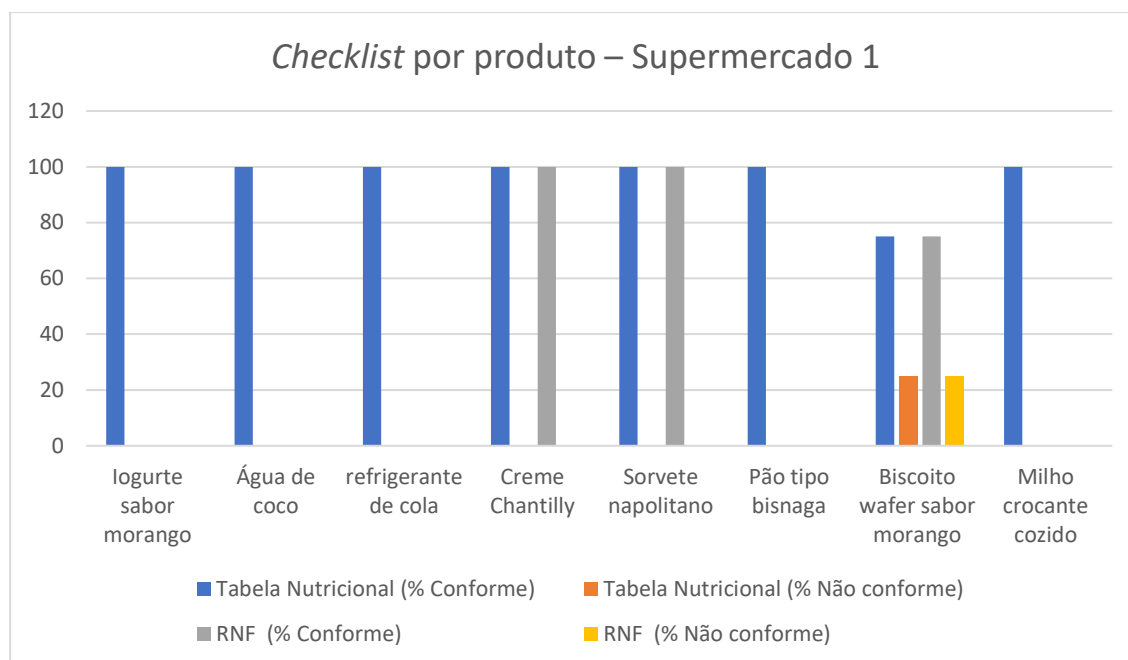 Checklist por produto – Supermercado 1
120
100
80
60
40
20
0
Iogurte sabor morango
Água de coco
refrigerante de cola
Creme Chantilly
Sorvete napolitano
Pão tipo bisnaga
Biscoito wafer sabor morango
Milho crocante cozido
Tabela Nutricional (% Conforme)
Tabela Nutricional (% Não conforme)
RNF (% Conforme)
RNF (% Não conforme)